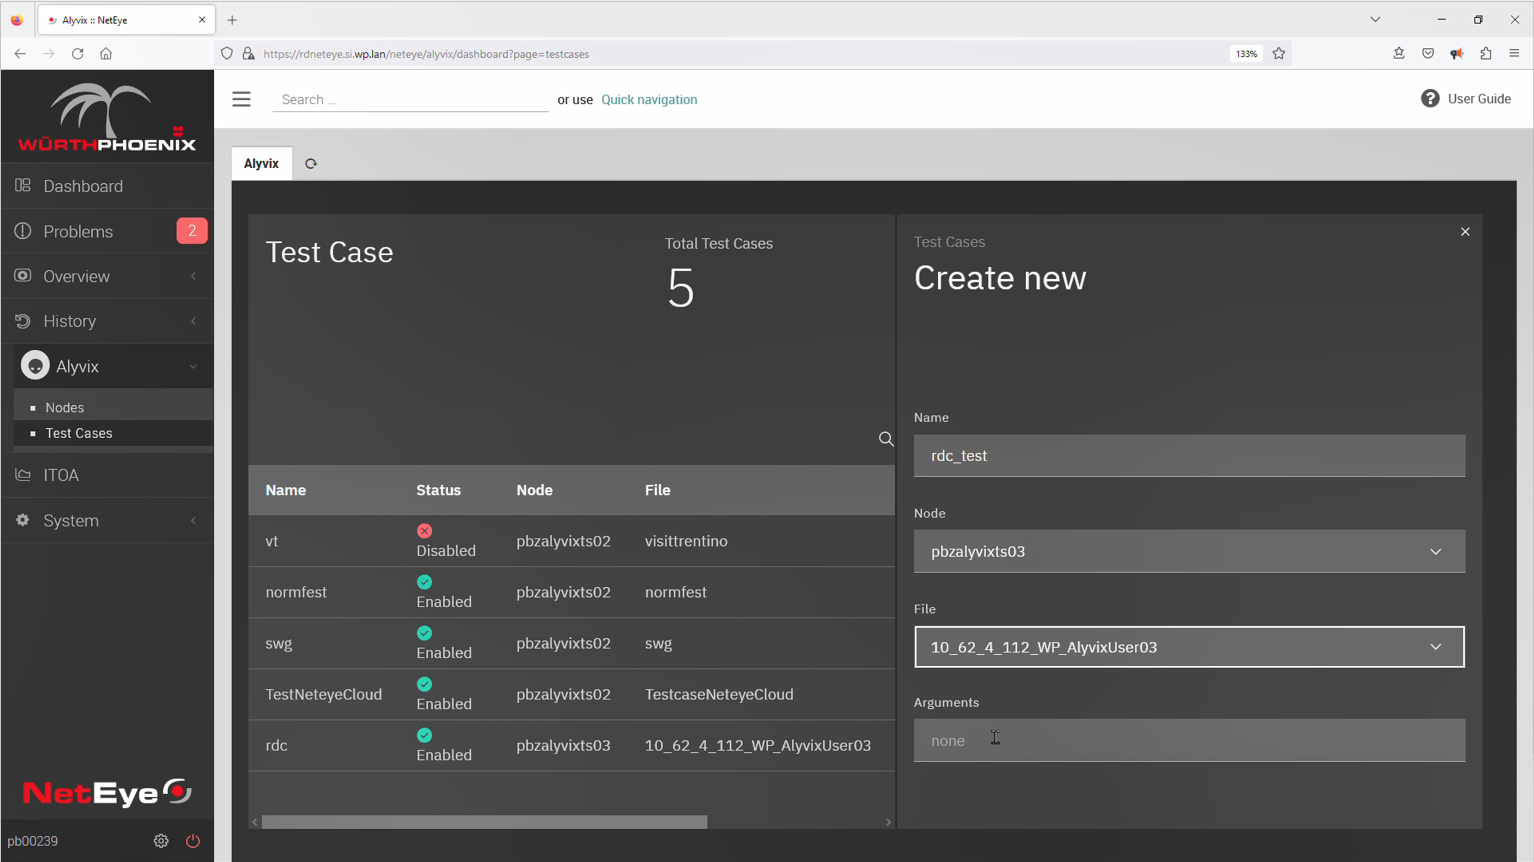 Alyvix :: NetEye
https://rdneteye.si.wp.lan/neteye/alyvix/dashboard?page=testcases
133%
WÜRTHPHOENIX
Search ...
or use Quick navigation
User Guide
Alyvix
Dashboard
Problems 2
Overview
History
Alyvix
Nodes
Test Cases
ITOA
System
NetEye
pb00239
Test Case
Total Test Cases
5
Name Status Node File
vt Disabled pbzalyvixts02 visittrentino
normfest Enabled pbzalyvixts02 normfest
swg Enabled pbzalyvixts02 swg
TestNeteyeCloud Enabled pbzalyvixts02 TestcaseNeteyeCloud
rdc Enabled pbzalyvixts03 10_62_4_112_WP_AlyvixUser03
Test Cases
Create new
Name
rdc_test
Node
pbzalyvixts03
File
10_62_4_112_WP_AlyvixUser03
Arguments
none